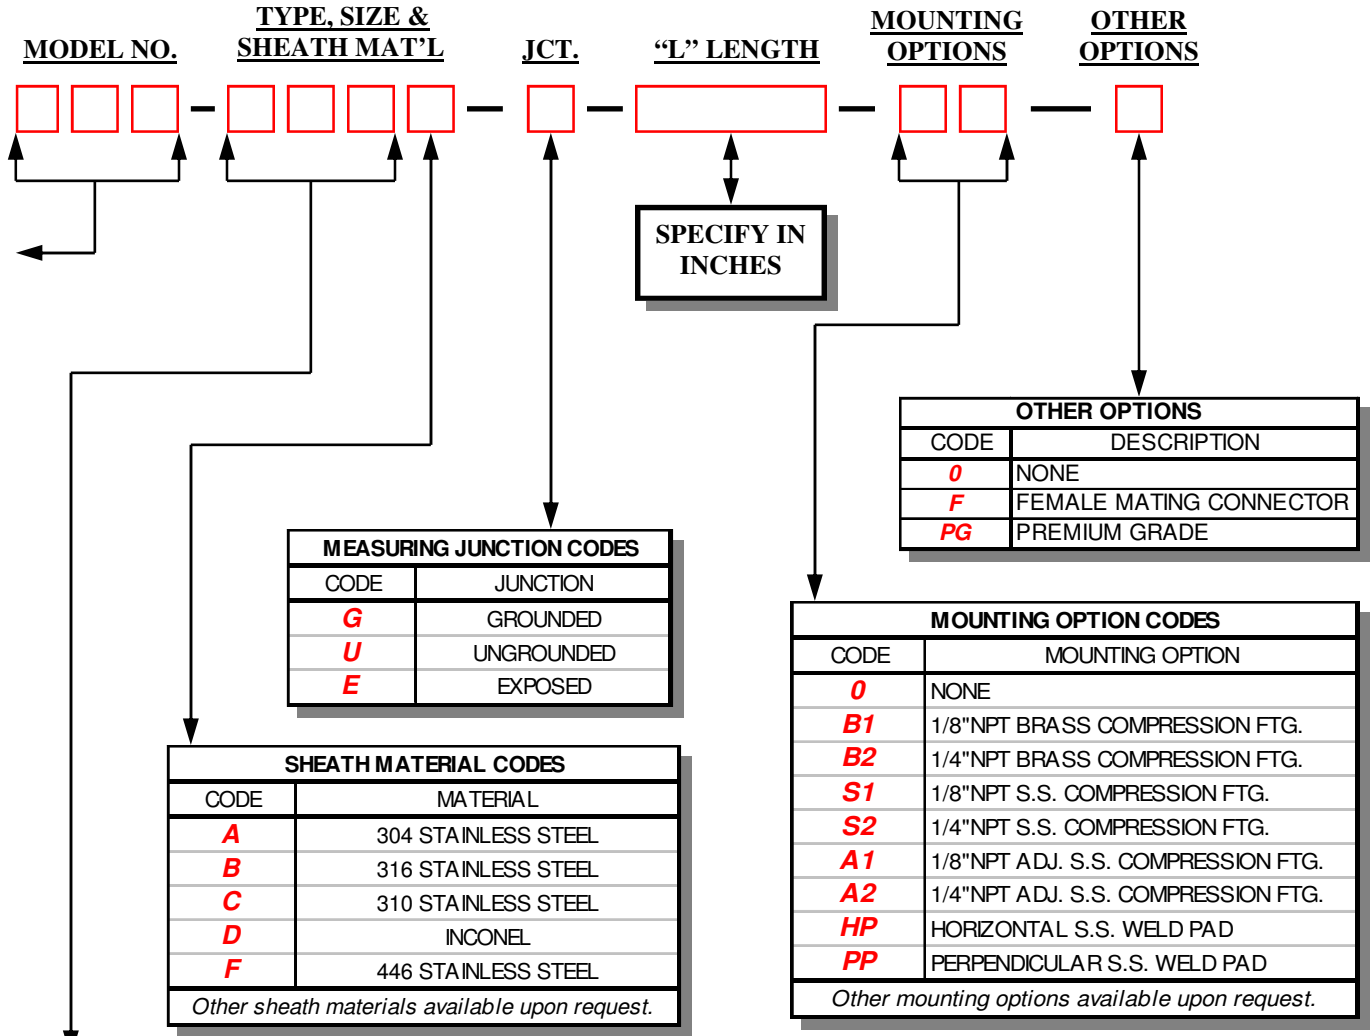 MODEL NO.
TYPE, SIZE &
SHEATH MAT’L
JCT.
“L” LENGTH
MOUNTING
OPTIONS
OTHER
OPTIONS
SPECIFY IN
INCHES
OTHER OPTIONS
CODE DESCRIPTION
0 NONE
F FEMALE MATING CONNECTOR
PG PREMIUM GRADE
MEASURING JUNCTION CODES
CODE JUNCTION
G GROUNDED
U UNGROUNDED
E EXPOSED
MOUNTING OPTION CODES
CODE MOUNTING OPTION
0 NONE
B1 1/8"NPT BRASS COMPRESSION FTG.
B2 1/4"NPT BRASS COMPRESSION FTG.
S1 1/8"NPT S.S. COMPRESSION FTG.
S2 1/4"NPT S.S. COMPRESSION FTG.
A1 1/8"NPT ADJ. S.S. COMPRESSION FTG.
A2 1/4"NPT ADJ. S.S. COMPRESSION FTG.
HP HORIZONTAL S.S. WELD PAD
PP PERPENDICULAR S.S. WELD PAD
Other mounting options available upon request.
SHEATH MATERIAL CODES
CODE MATERIAL
A 304 STAINLESS STEEL
B 316 STAINLESS STEEL
C 310 STAINLESS STEEL
D INCONEL
F 446 STAINLESS STEEL
Other sheath materials available upon request.